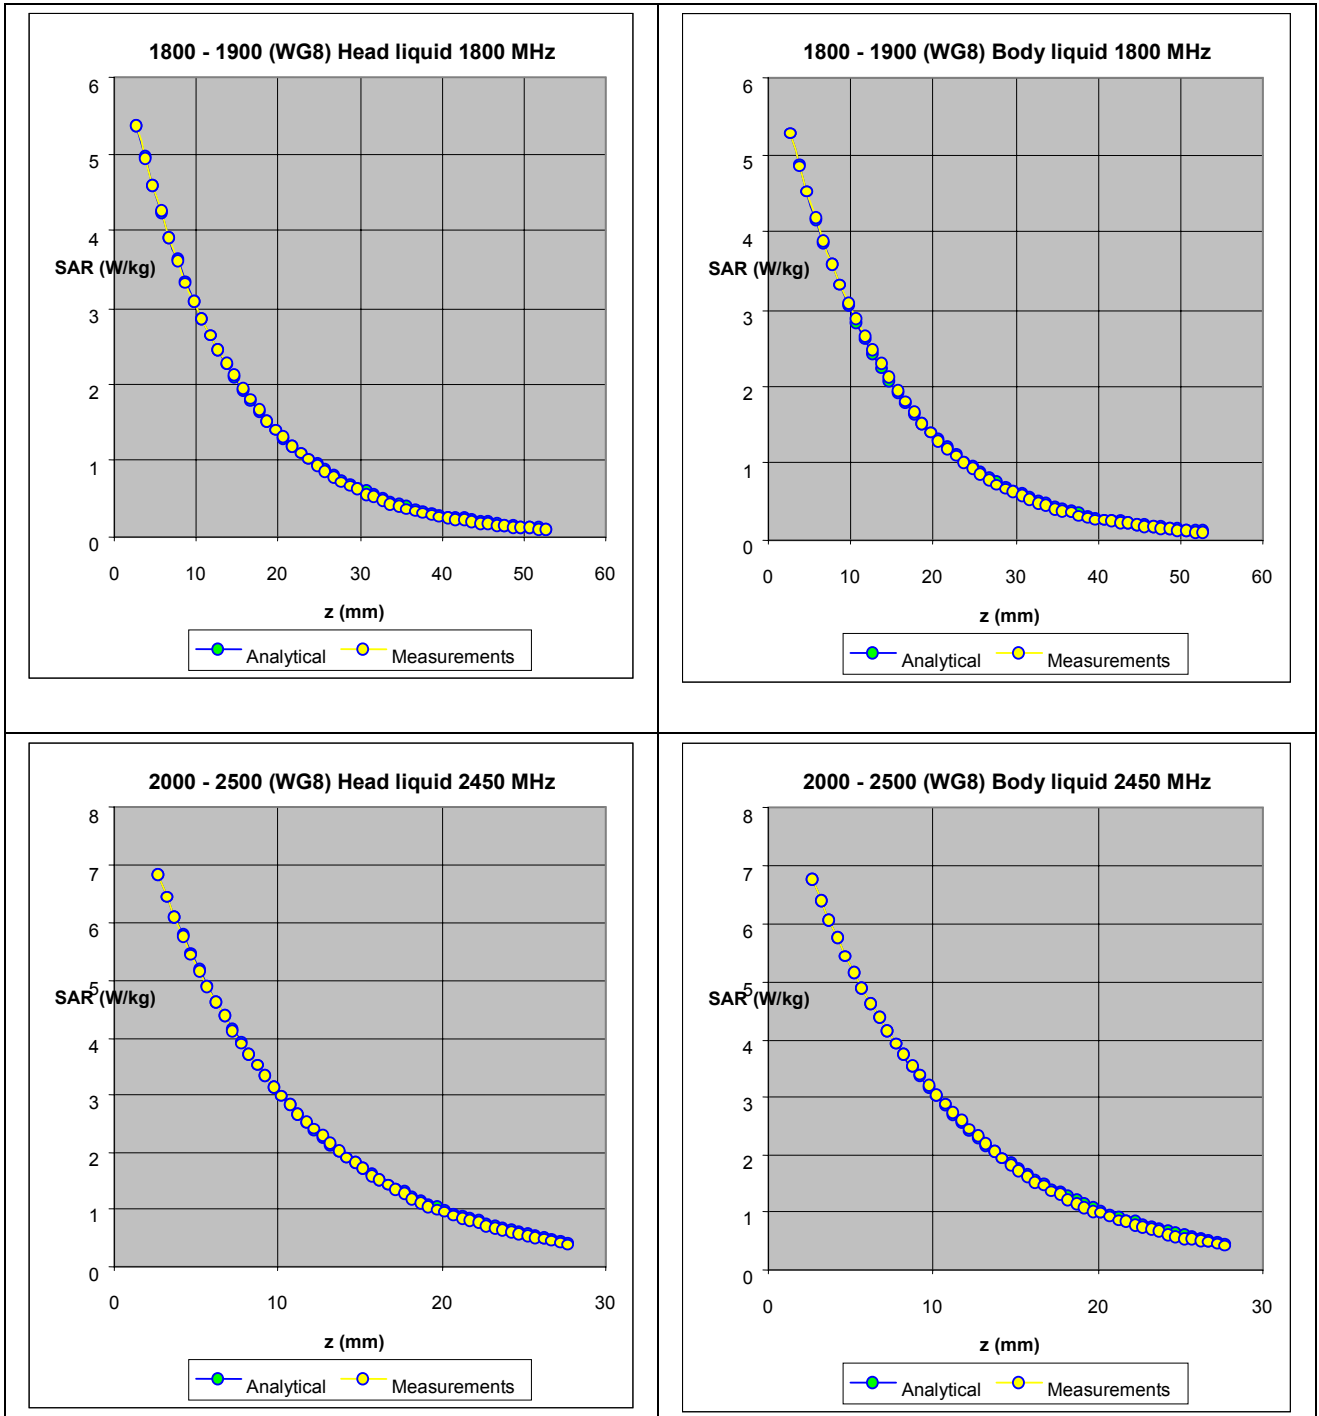 1800 - 1900 (WG8) Head liquid 1800 MHz
6
5
4
SAR (W/kg)
3
2
1
0
0 10 20 30 40 50 60
z (mm)
Analytical Measurements
1800 - 1900 (WG8) Body liquid 1800 MHz
6
5
4
SAR (W/kg)
3
2
1
0
0 10 20 30 40 50 60
z (mm)
Analytical Measurements
2000 - 2500 (WG8) Head liquid 2450 MHz
8
7
6
5
SAR (W/kg)
4
3
2
1
0
0 10 20 30
z (mm)
Analytical Measurements
2000 - 2500 (WG8) Body liquid 2450 MHz
8
7
6
5
SAR (W/kg)
4
3
2
1
0
0 10 20 30
z (mm)
Analytical Measurements